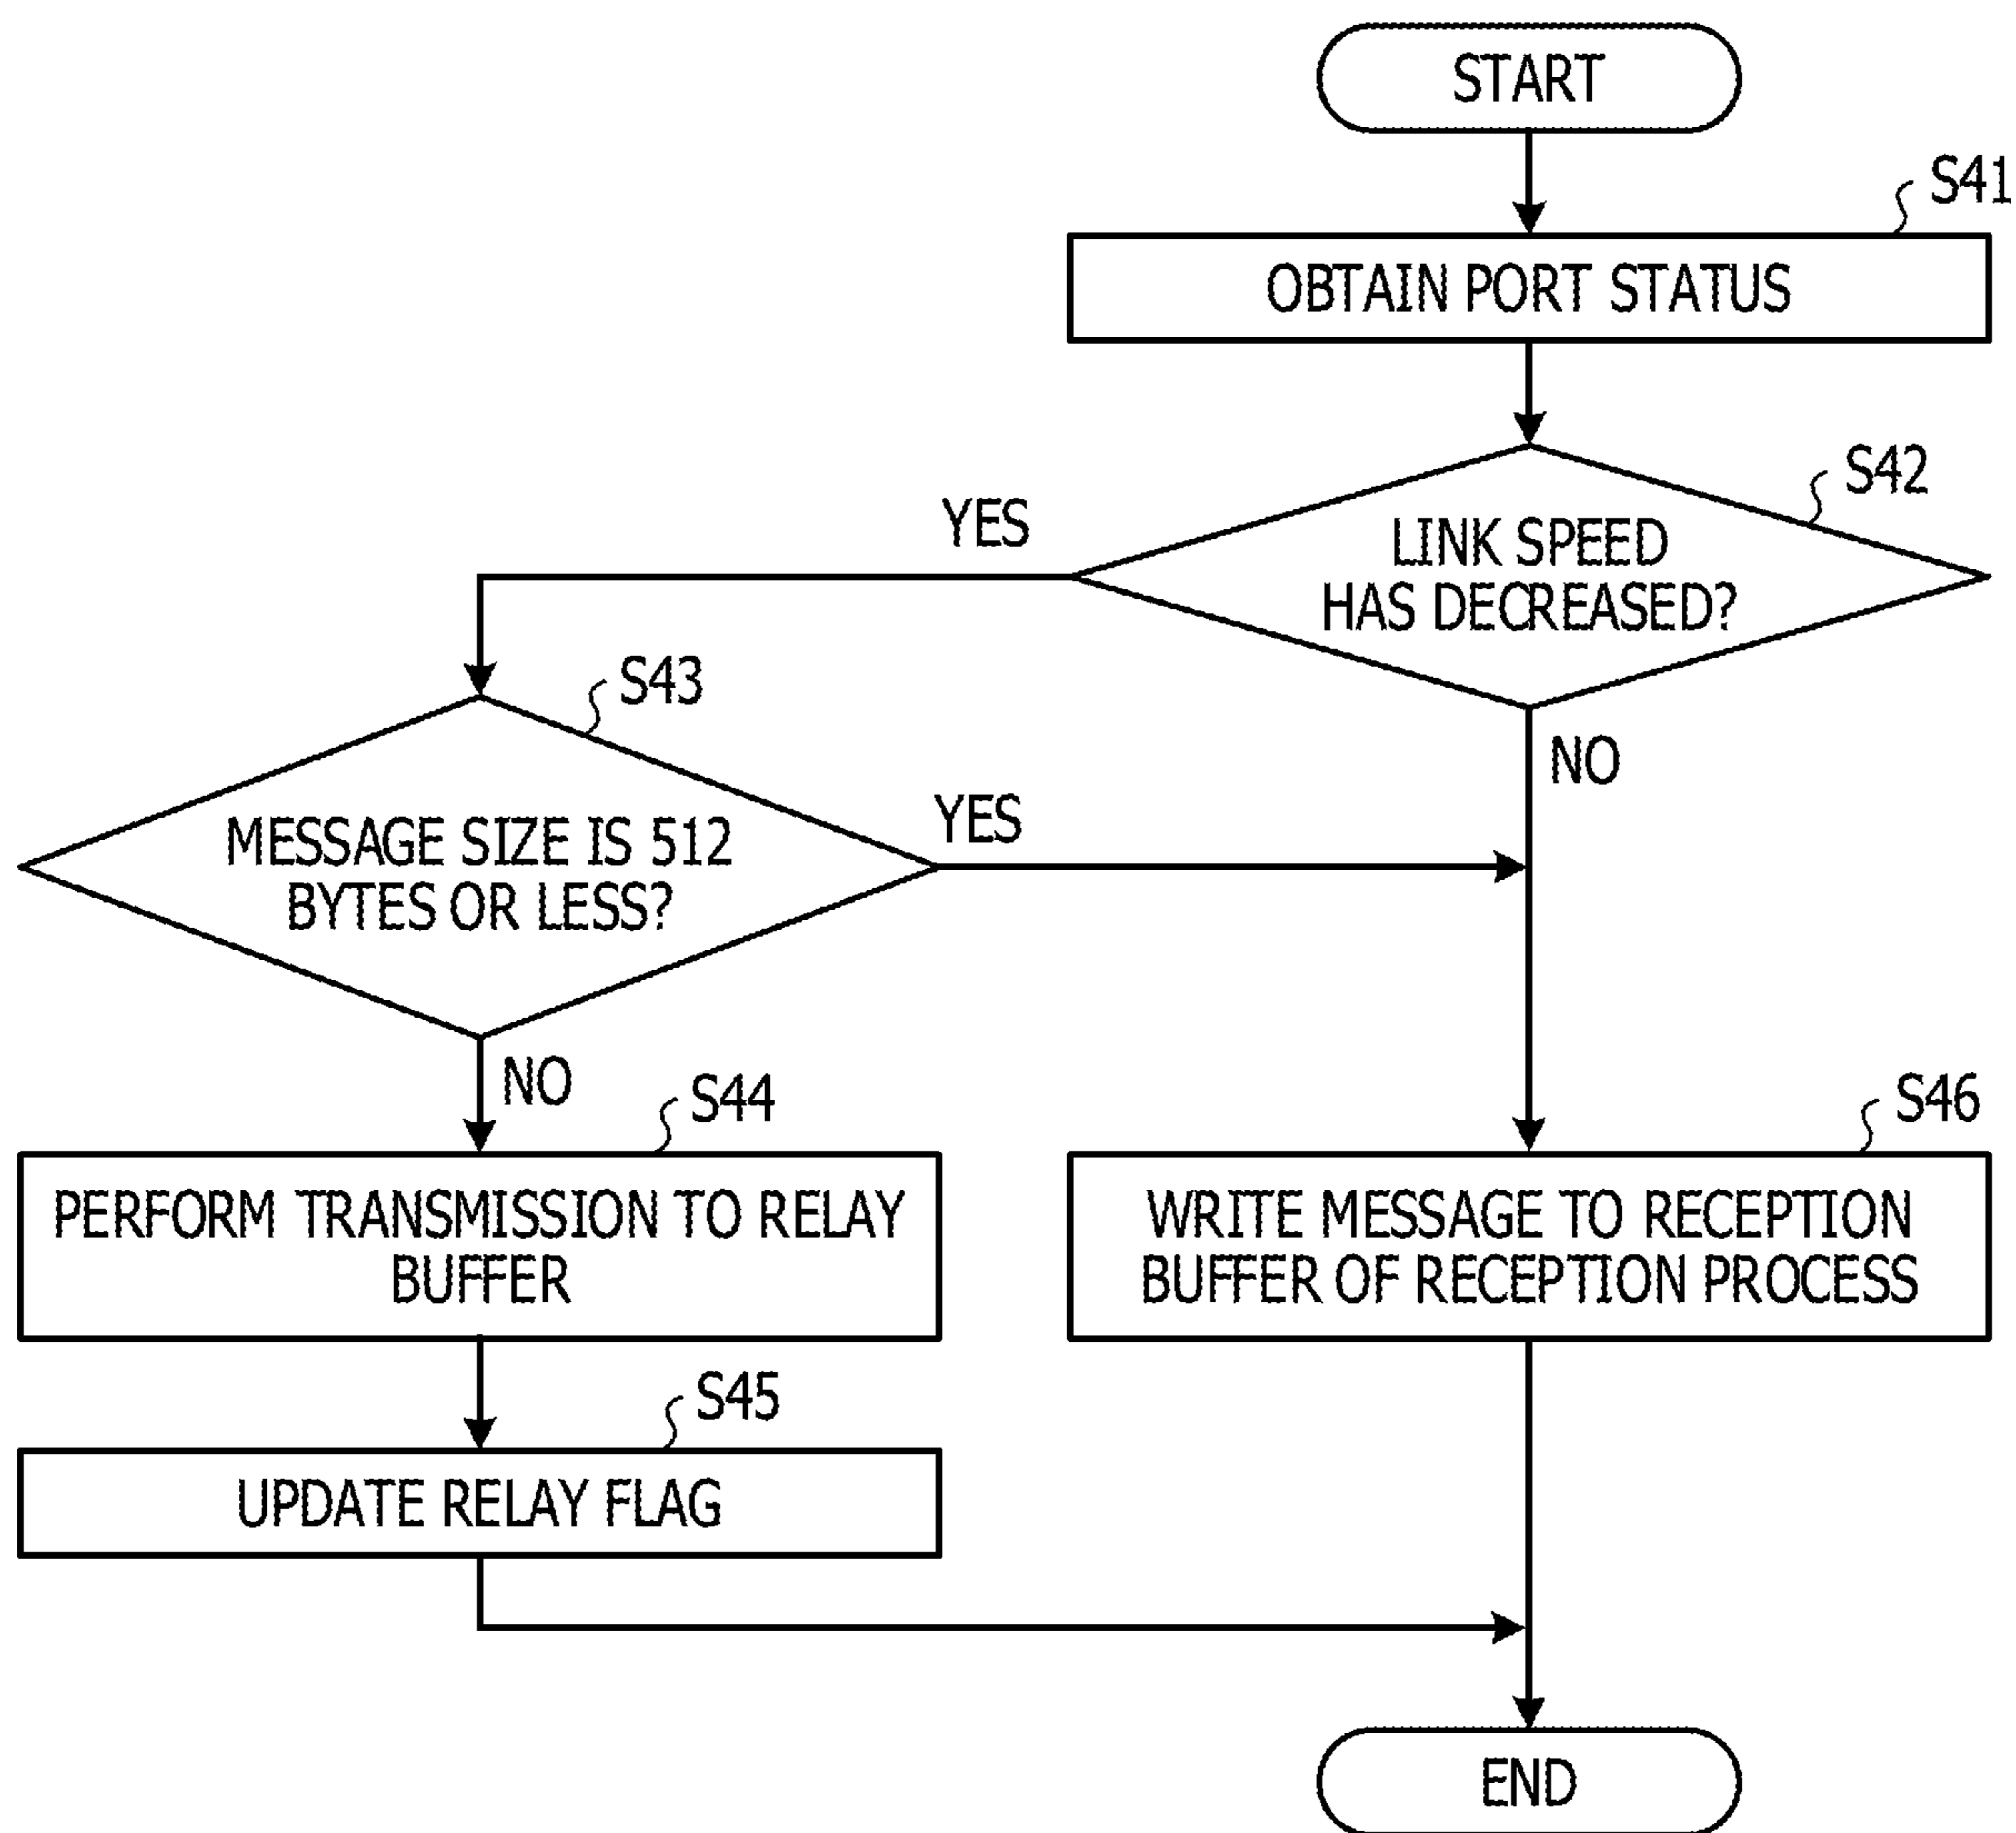 START
S41
OBTAIN PORT STATUS
S42
YES
LINK SPEED
HAS DECREASED?
S43
NO
YES
MESSAGE SIZE IS 512
BYTES OR LESS?
NO
S44
S46
PERFORM TRANSMISSION TO RELAY
BUFFER
WRITE MESSAGE TO RECEPTION
BUFFER OF RECEPTION PROCESS
S45
UPDATE RELAY FLAG
END